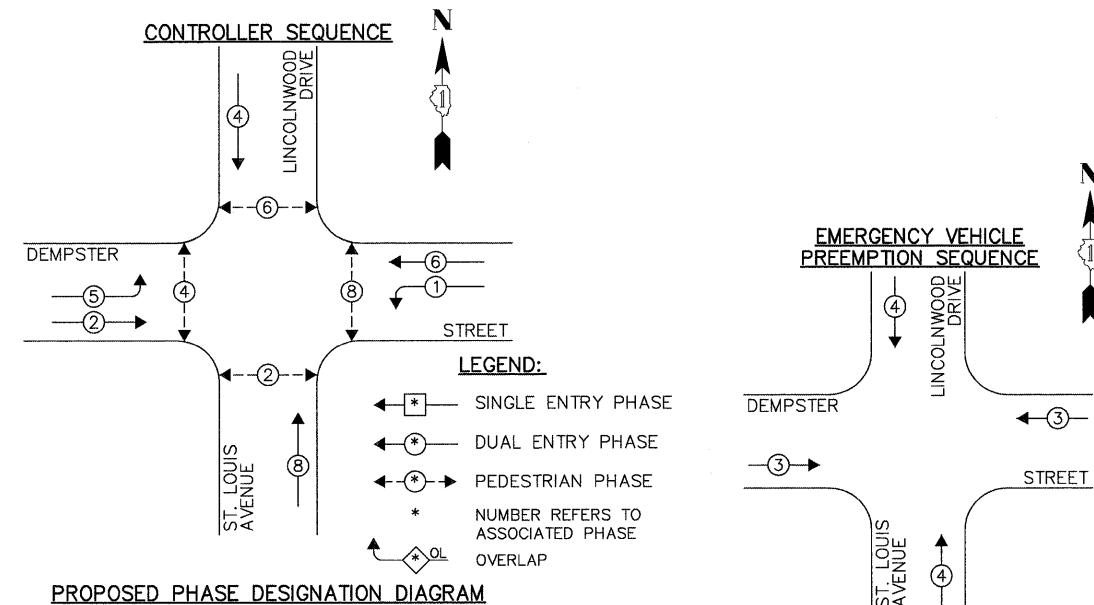 CONTROLLER SEQUENCE
N
1
LINCOLNWOOD
DRIVE
4
6
DEMPSTER
5
2
4
8
6
1
STREET
2
8
ST. LOUIS
AVENUE
LEGEND:
* SINGLE ENTRY PHASE
* DUAL ENTRY PHASE
* PEDESTRIAN PHASE
* NUMBER REFERS TO
ASSOCIATED PHASE
* OL OVERLAP
PROPOSED PHASE DESIGNATION DIAGRAM
N
1
EMERGENCY VEHICLE
PREEMPTION SEQUENCE
4
LINCOLNWOOD
DRIVE
DEMPSTER
3
3
STREET
ST. LOUIS
AVENUE
4